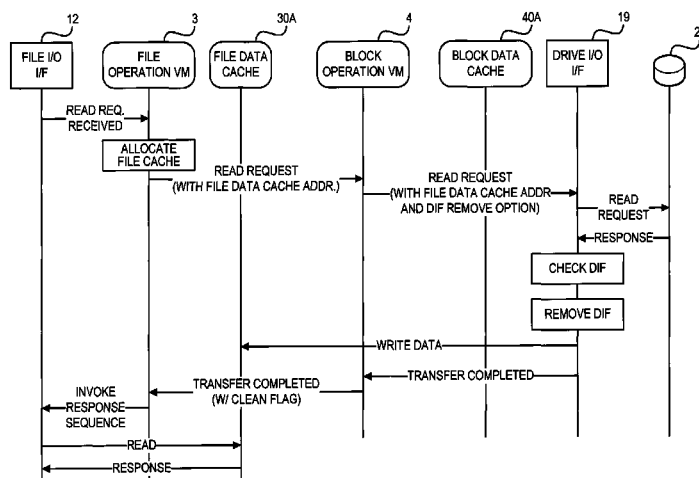 12
3
30A
4
40A
19
2
FILE I/O
I/F
FILE
OPERATION VM
FILE DATA
CACHE
BLOCK
OPERATION VM
BLOCK DATA
CACHE
DRIVE I/O
I/F
READ REQ.
RECEIVED
ALLOCATE
FILE CACHE
READ REQUEST
(WITH FILE DATA CACHE ADDR.)
READ REQUEST
(WITH FILE DATA CACHE ADDR
AND DIF REMOVE OPTION)
READ
REQUEST
RESPONSE
CHECK DIF
REMOVE DIF
WRITE DATA
TRANSFER COMPLETED
TRANSFER COMPLETED
(W/ CLEAN FLAG)
INVOKE
RESPONSE
SEQUENCE
READ
RESPONSE